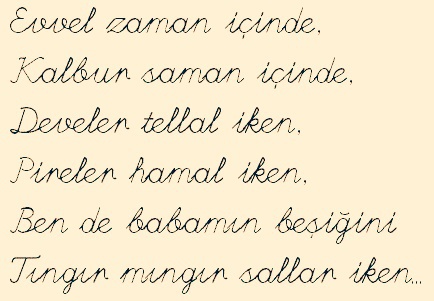 Evvel zaman içinde,
Kalbur saman içinde,
Develer tellal iken,
Pireler hamal iken,
Ben de babamın beşiğini
Tıngır mıngır sallar iken...